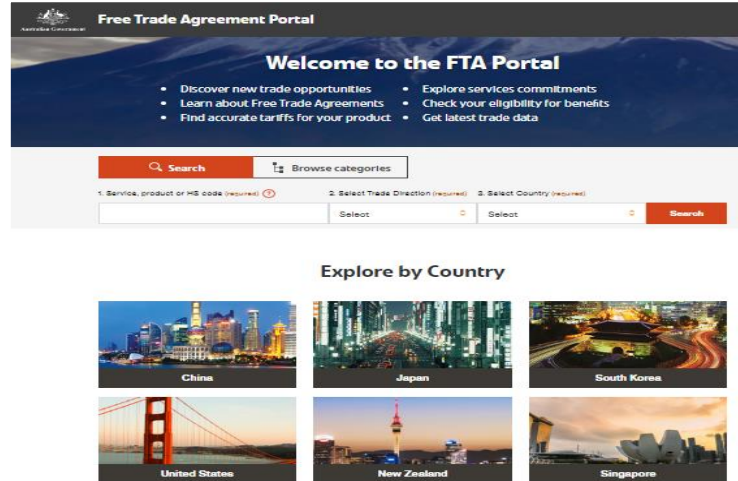 Australian Government
Free Trade Agreement Portal
Welcome to the FTA Portal
• Discover new trade opportunities
• Learn about Free Trade Agreements
• Find accurate tariffs for your product
• Explore services commitments
• Check your eligibility for benefits
• Get latest trade data
Search
Browse categories
1. Service, product or HS code (required) ?
2. Select Trade Direction (required)
3. Select Country (required)
Select
Select
Search
Explore by Country
China
Japan
South Korea
United States
New Zealand
Singapore